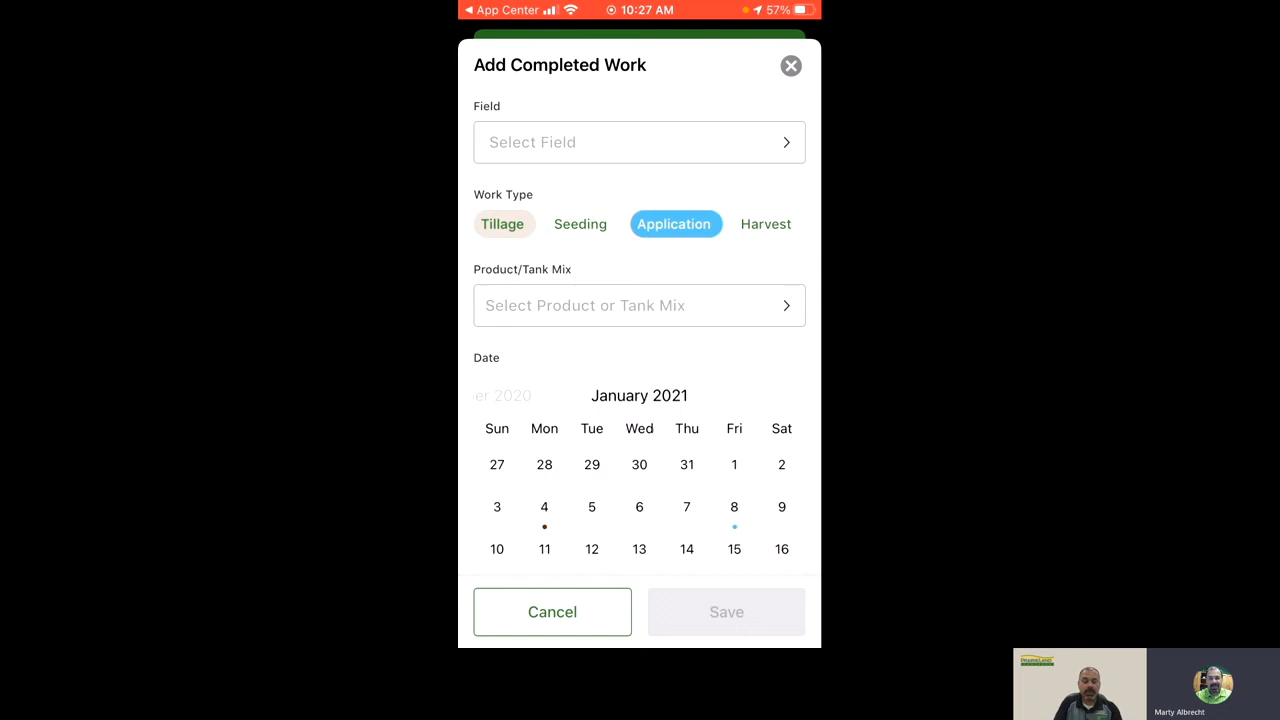 App Center 10:27 AM 57%
Add Completed Work
Field
Select Field
Work Type
Tillage Seeding Application Harvest
Product/Tank Mix
Select Product or Tank Mix
Date
er 2020 January 2021
Sun Mon Tue Wed Thu Fri Sat
27 28 29 30 31 1 2
3 4 5 6 7 8 9
10 11 12 13 14 15 16
Cancel Save
PRAIRIELAND
Marty Albrecht